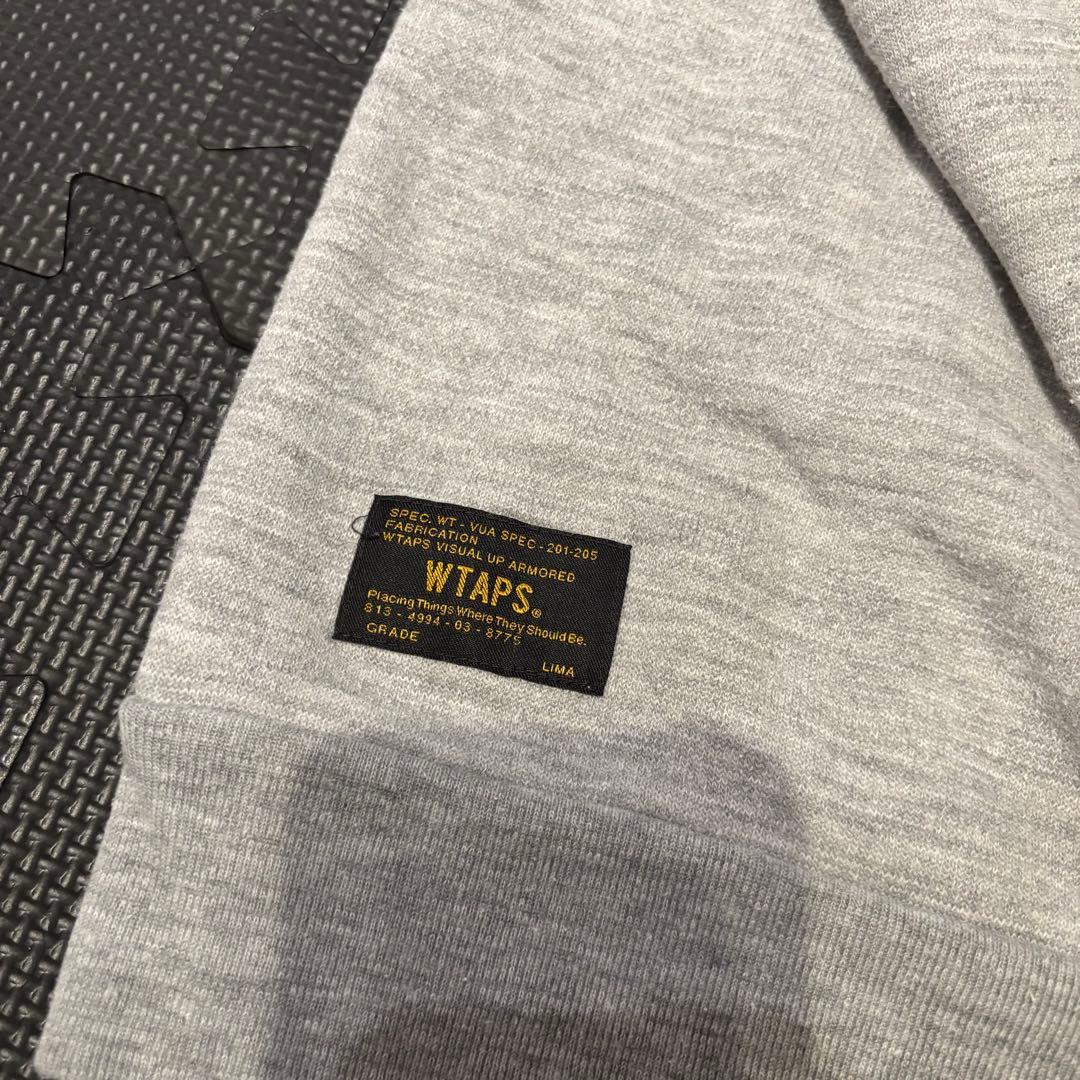 SPEC. WT - VUA SPEC - 201-205
FABRICATION
WTAPS VISUAL UP ARMORED
WTAPS®
Placing Things Where They Should Be.
813 - 4994 - 03 - 8775
GRADE
LIMA